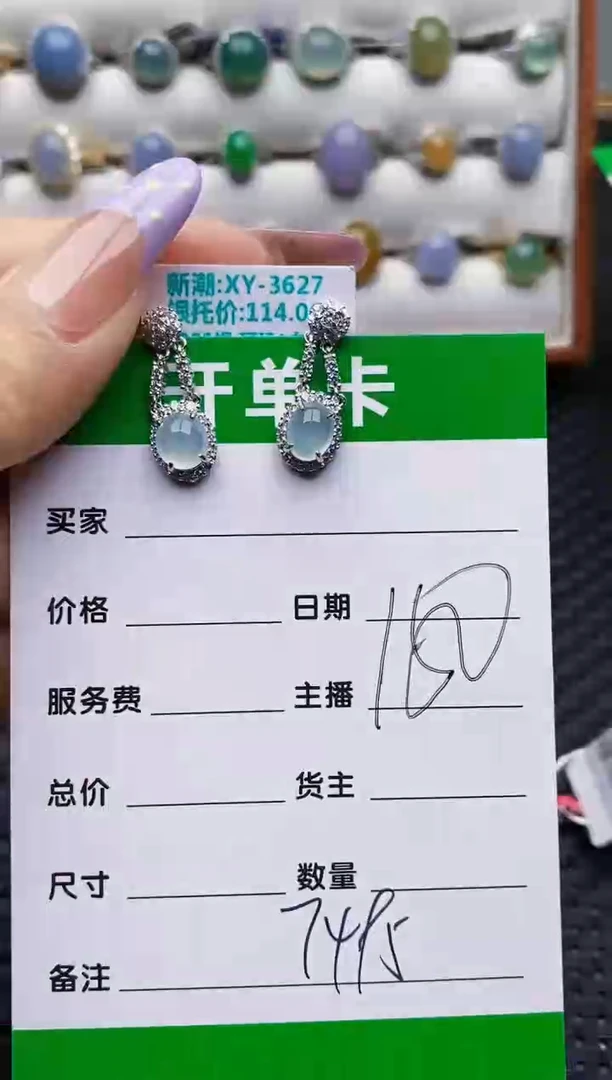 新潮:XY-3627
银托价:114.0
开单卡
买家
价格 日期
160
服务费 主播
总价 货主
尺寸 数量
备注